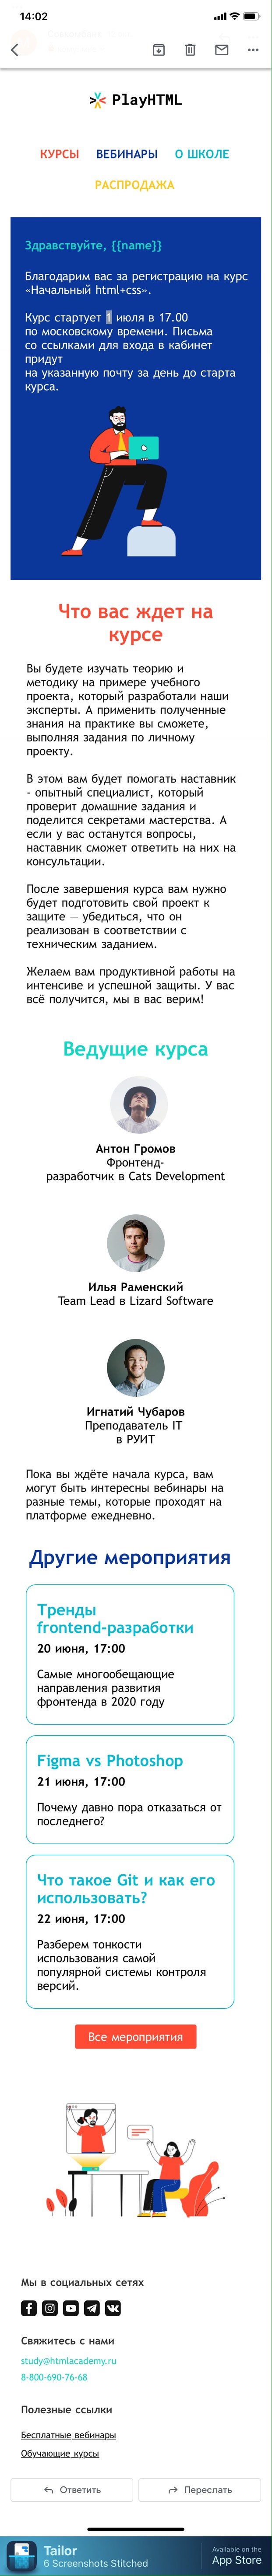 14:02
PlayHTML
КУРСЫ ВЕБИНАРЫ О ШКОЛЕ
РАСПРОДАЖА
Здравствуйте, {{name}}
Благодарим вас за регистрацию на курс
«Начальный html+css».
Курс стартует 1 июля в 17.00
по московскому времени. Письма
со ссылками для входа в кабинет
придут
на указанную почту за день до старта
курса.
Что вас ждет на
курсе
Вы будете изучать теорию и
методику на примере учебного
проекта, который разработали наши
эксперты. А применить полученные
знания на практике вы сможете,
выполняя задания по личному
проекту.
В этом вам будет помогать наставник
- опытный специалист, который
проверит домашние задания и
поделится секретами мастерства. А
если у вас останутся вопросы,
наставник сможет ответить на них на
консультации.
После завершения курса вам нужно
будет подготовить свой проект к
защите — убедиться, что он
реализован в соответствии с
техническим заданием.
Желаем вам продуктивной работы на
интенсиве и успешной защиты. У вас
всё получится, мы в вас верим!
Ведущие курса
Антон Громов
Фронтенд-
разработчик в Cats Development
Илья Раменский
Team Lead в Lizard Software
Игнатий Чубаров
Преподаватель IT
в РУИТ
Пока вы ждёте начала курса, вам
могут быть интересны вебинары на
разные темы, которые проходят на
платформе ежедневно.
Другие мероприятия
Тренды
frontend-разработки
20 июня, 17:00
Самые многообещающие
направления развития
фронтенда в 2020 году
Figma vs Photoshop
21 июня, 17:00
Почему давно пора отказаться от
последнего?
Что такое Git и как его
использовать?
22 июня, 17:00
Разберем тонкости
использования самой
популярной системы контроля
версий.
Все мероприятия
Мы в социальных сетях
Свяжитесь с нами
study@htmlacademy.ru
8-800-690-76-68
Полезные ссылки
Бесплатные вебинары
Обучающие курсы
Ответить Переслать
Tailor
6 Screenshots Stitched
Available on the
App Store